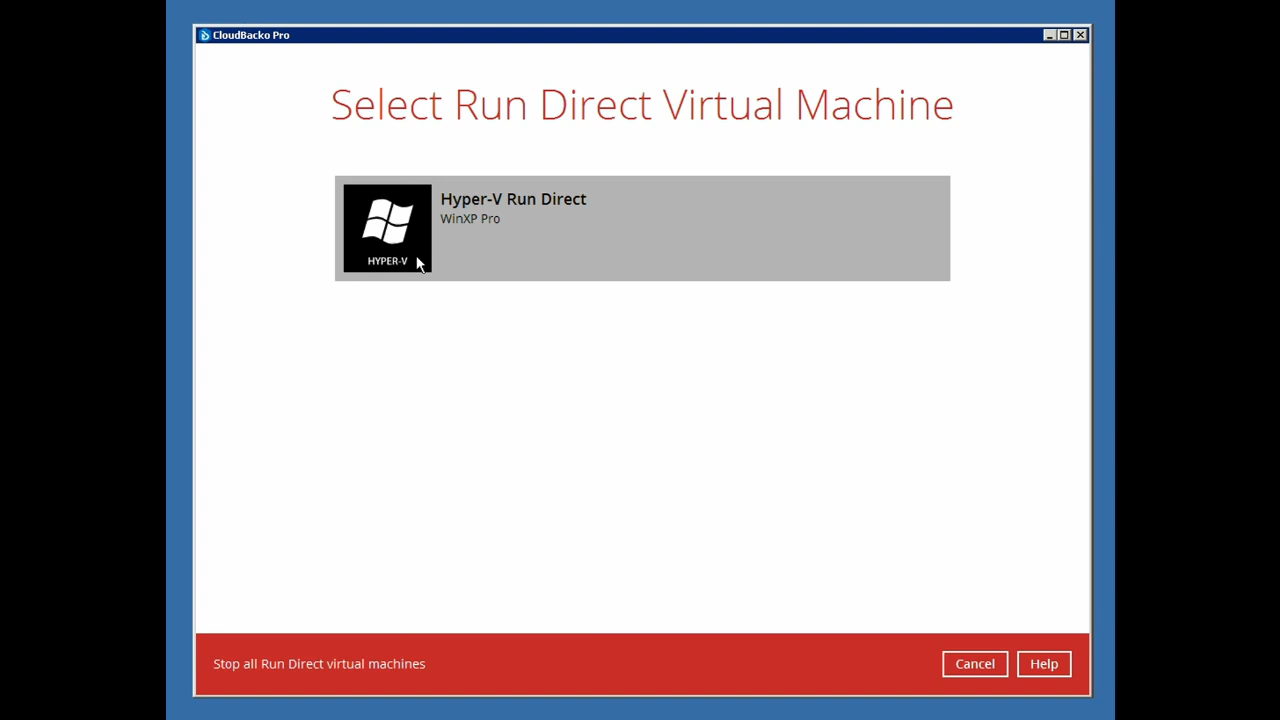 CloudBacko Pro
Select Run Direct Virtual Machine
Hyper-V Run Direct
WinXP Pro
HYPER-V
Stop all Run Direct virtual machines
Cancel
Help